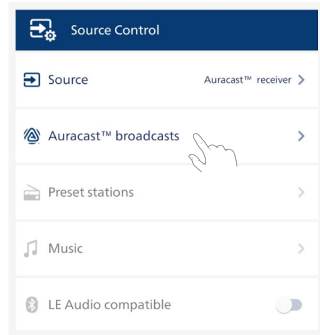 Source Control
Source Auracast™ receiver
Auracast™ broadcasts
Preset stations
Music
LE Audio compatible